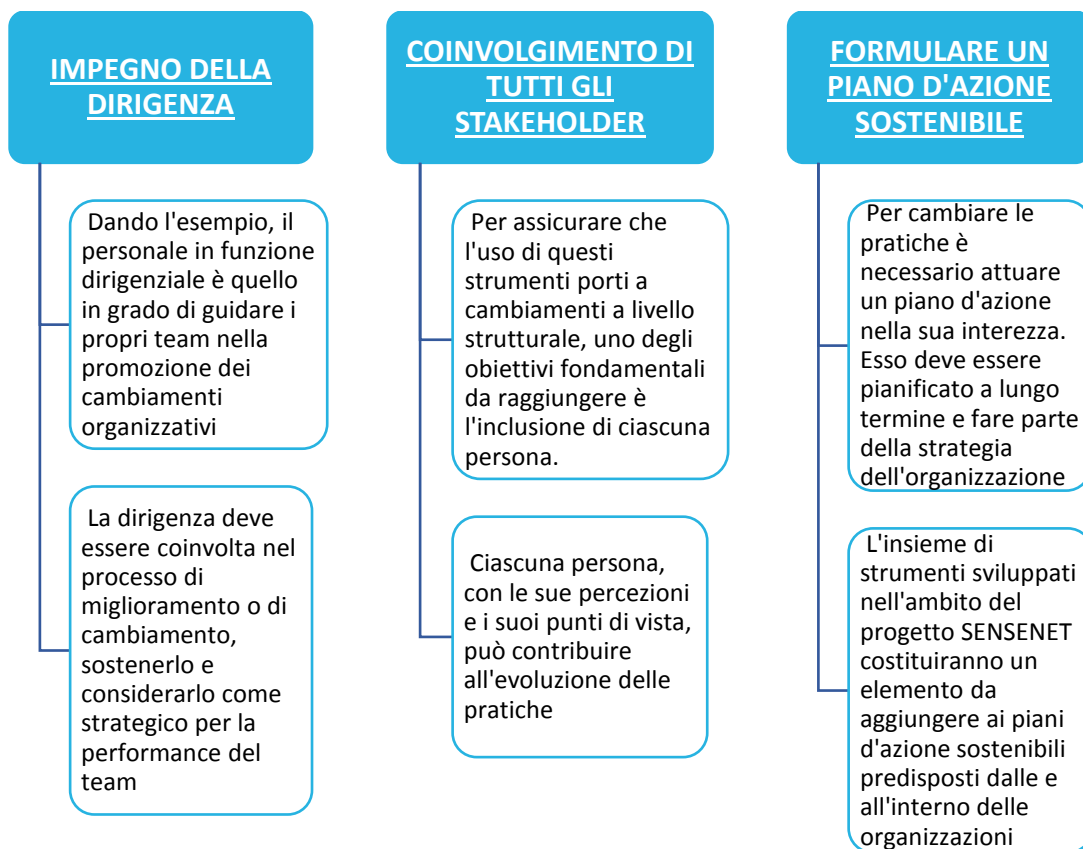 IMPEGNO DELLA
DIRIGENZA
Dando l'esempio, il
personale in funzione
dirigenziale è quello
in grado di guidare i
propri team nella
promozione dei
cambiamenti
organizzativi
La dirigenza deve
essere coinvolta nel
processo di
miglioramento o di
cambiamento,
sostenerlo e
considerarlo come
strategico per la
performance del
team
COINVOLGIMENTO DI
TUTTI GLI
STAKEHOLDER
Per assicurare che
l'uso di questi
strumenti porti a
cambiamenti a livello
strutturale, uno degli
obiettivi fondamentali
da raggiungere è
l'inclusione di ciascuna
persona.
Ciascuna persona,
con le sue percezioni
e i suoi punti di vista,
può contribuire
all'evoluzione delle
pratiche
FORMULARE UN
PIANO D'AZIONE
SOSTENIBILE
Per cambiare le
pratiche è
necessario attuare
un piano d'azione
nella sua interezza.
Esso deve essere
pianificato a lungo
termine e fare parte
della strategia
dell'organizzazione
L'insieme di
strumenti sviluppati
nell'ambito del
progetto SENSENET
costituiranno un
elemento da
aggiungere ai piani
d'azione sostenibili
predisposti dalle e
all'interno delle
organizzazioni